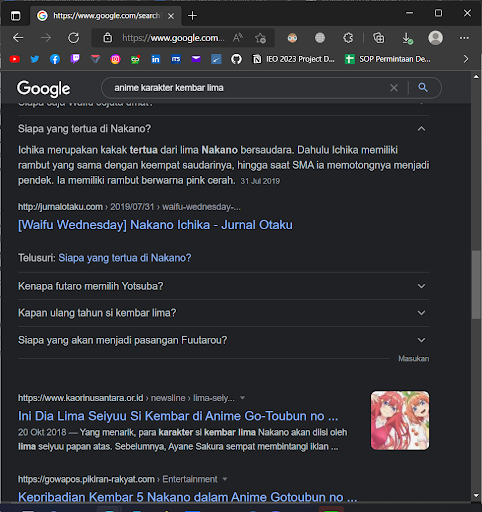 https://www.google.com/search
https://www.google.com...
IEO 2023 Project D...
SOP Permintaan De...
Google
anime karakter kembar lima
Siapa yang tertua di Nakano?
Ichika merupakan kakak tertua dari lima Nakano bersaudara. Dahulu Ichika memiliki
rambut yang sama dengan keempat saudarinya, hingga saat SMA ia memotongnya menjadi
pendek. Ia memiliki rambut berwarna pink cerah. 31 Jul 2019
http://jurnalotaku.com › 2019/07/31 › waifu-wednesday-...
[Waifu Wednesday] Nakano Ichika - Jurnal Otaku
Telusuri: Siapa yang tertua di Nakano?
Kenapa futaro memilih Yotsuba?
Kapan ulang tahun si kembar lima?
Siapa yang akan menjadi pasangan Fuutarou?
Masukan
https://www.kaorinusantara.or.id › newsline › lima-seiy...
Ini Dia Lima Seiyuu Si Kembar di Anime Go-Toubun no ...
20 Okt 2018 — Yang menarik, para karakter si kembar lima Nakano akan diisi oleh
lima seiyuu papan atas. Sebelumnya, Ayane Sakura sempat membintangi iklan ...
https://gowapos.pikiran-rakyat.com › Entertainment
Kepribadian Kembar 5 Nakano dalam Anime Gotoubun no ...